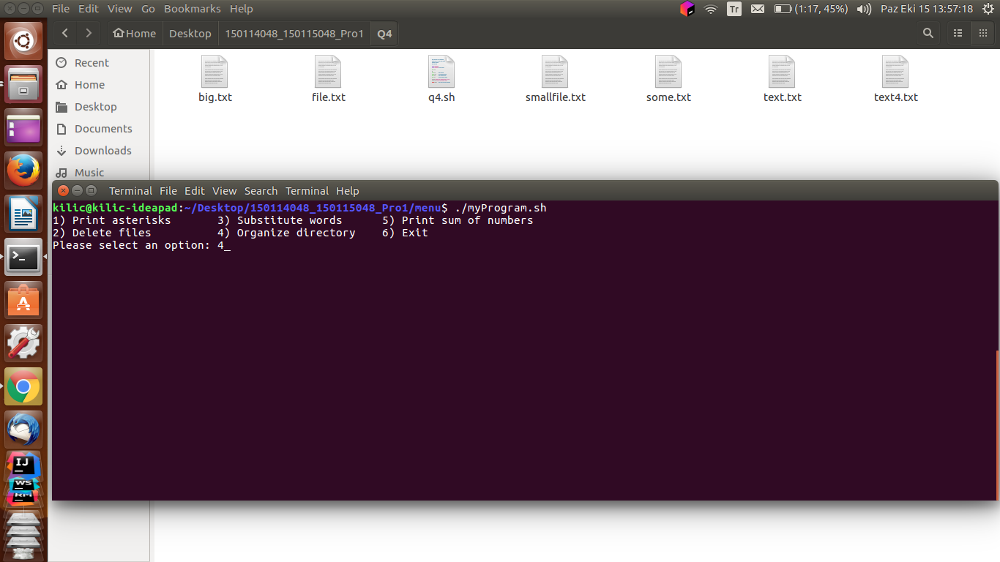 File Edit View Go Bookmarks Help Tr (1:17, 45%) Paz Eki 15 13:57:18
Home Desktop 150114048_150115048_Pro1 Q4
Recent
Home
Desktop
Documents
Downloads
Music
big.txt file.txt q4.sh smallfile.txt some.txt text.txt text4.txt
Terminal File Edit View Search Terminal Help
kilic@kilic-ideapad:~/Desktop/150114048_150115048_Pro1/menu$ ./myProgram.sh
1) Print asterisks 3) Substitute words 5) Print sum of numbers
2) Delete files 4) Organize directory 6) Exit
Please select an option: 4_
IJ
WS
RM